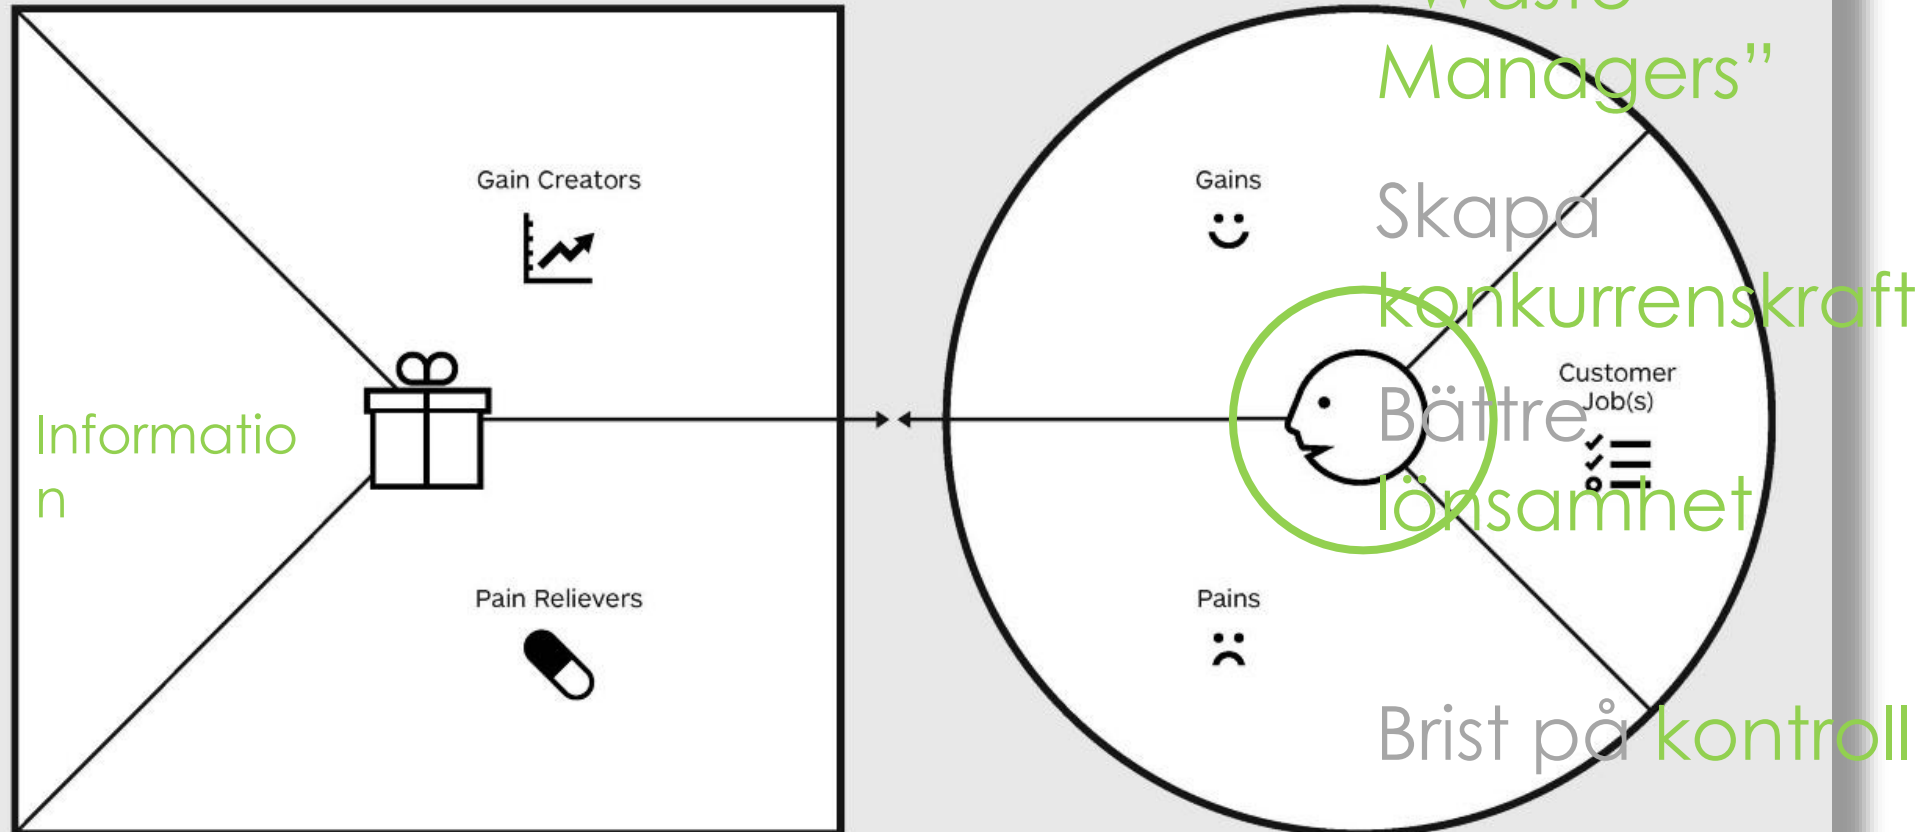 Managers”
Gain Creators
Gains
Skapa
konkurrenskraft
Customer
Job(s)
Informatio
n
Bättre
lönsamhet
Pain Relievers
Pains
Brist på kontroll